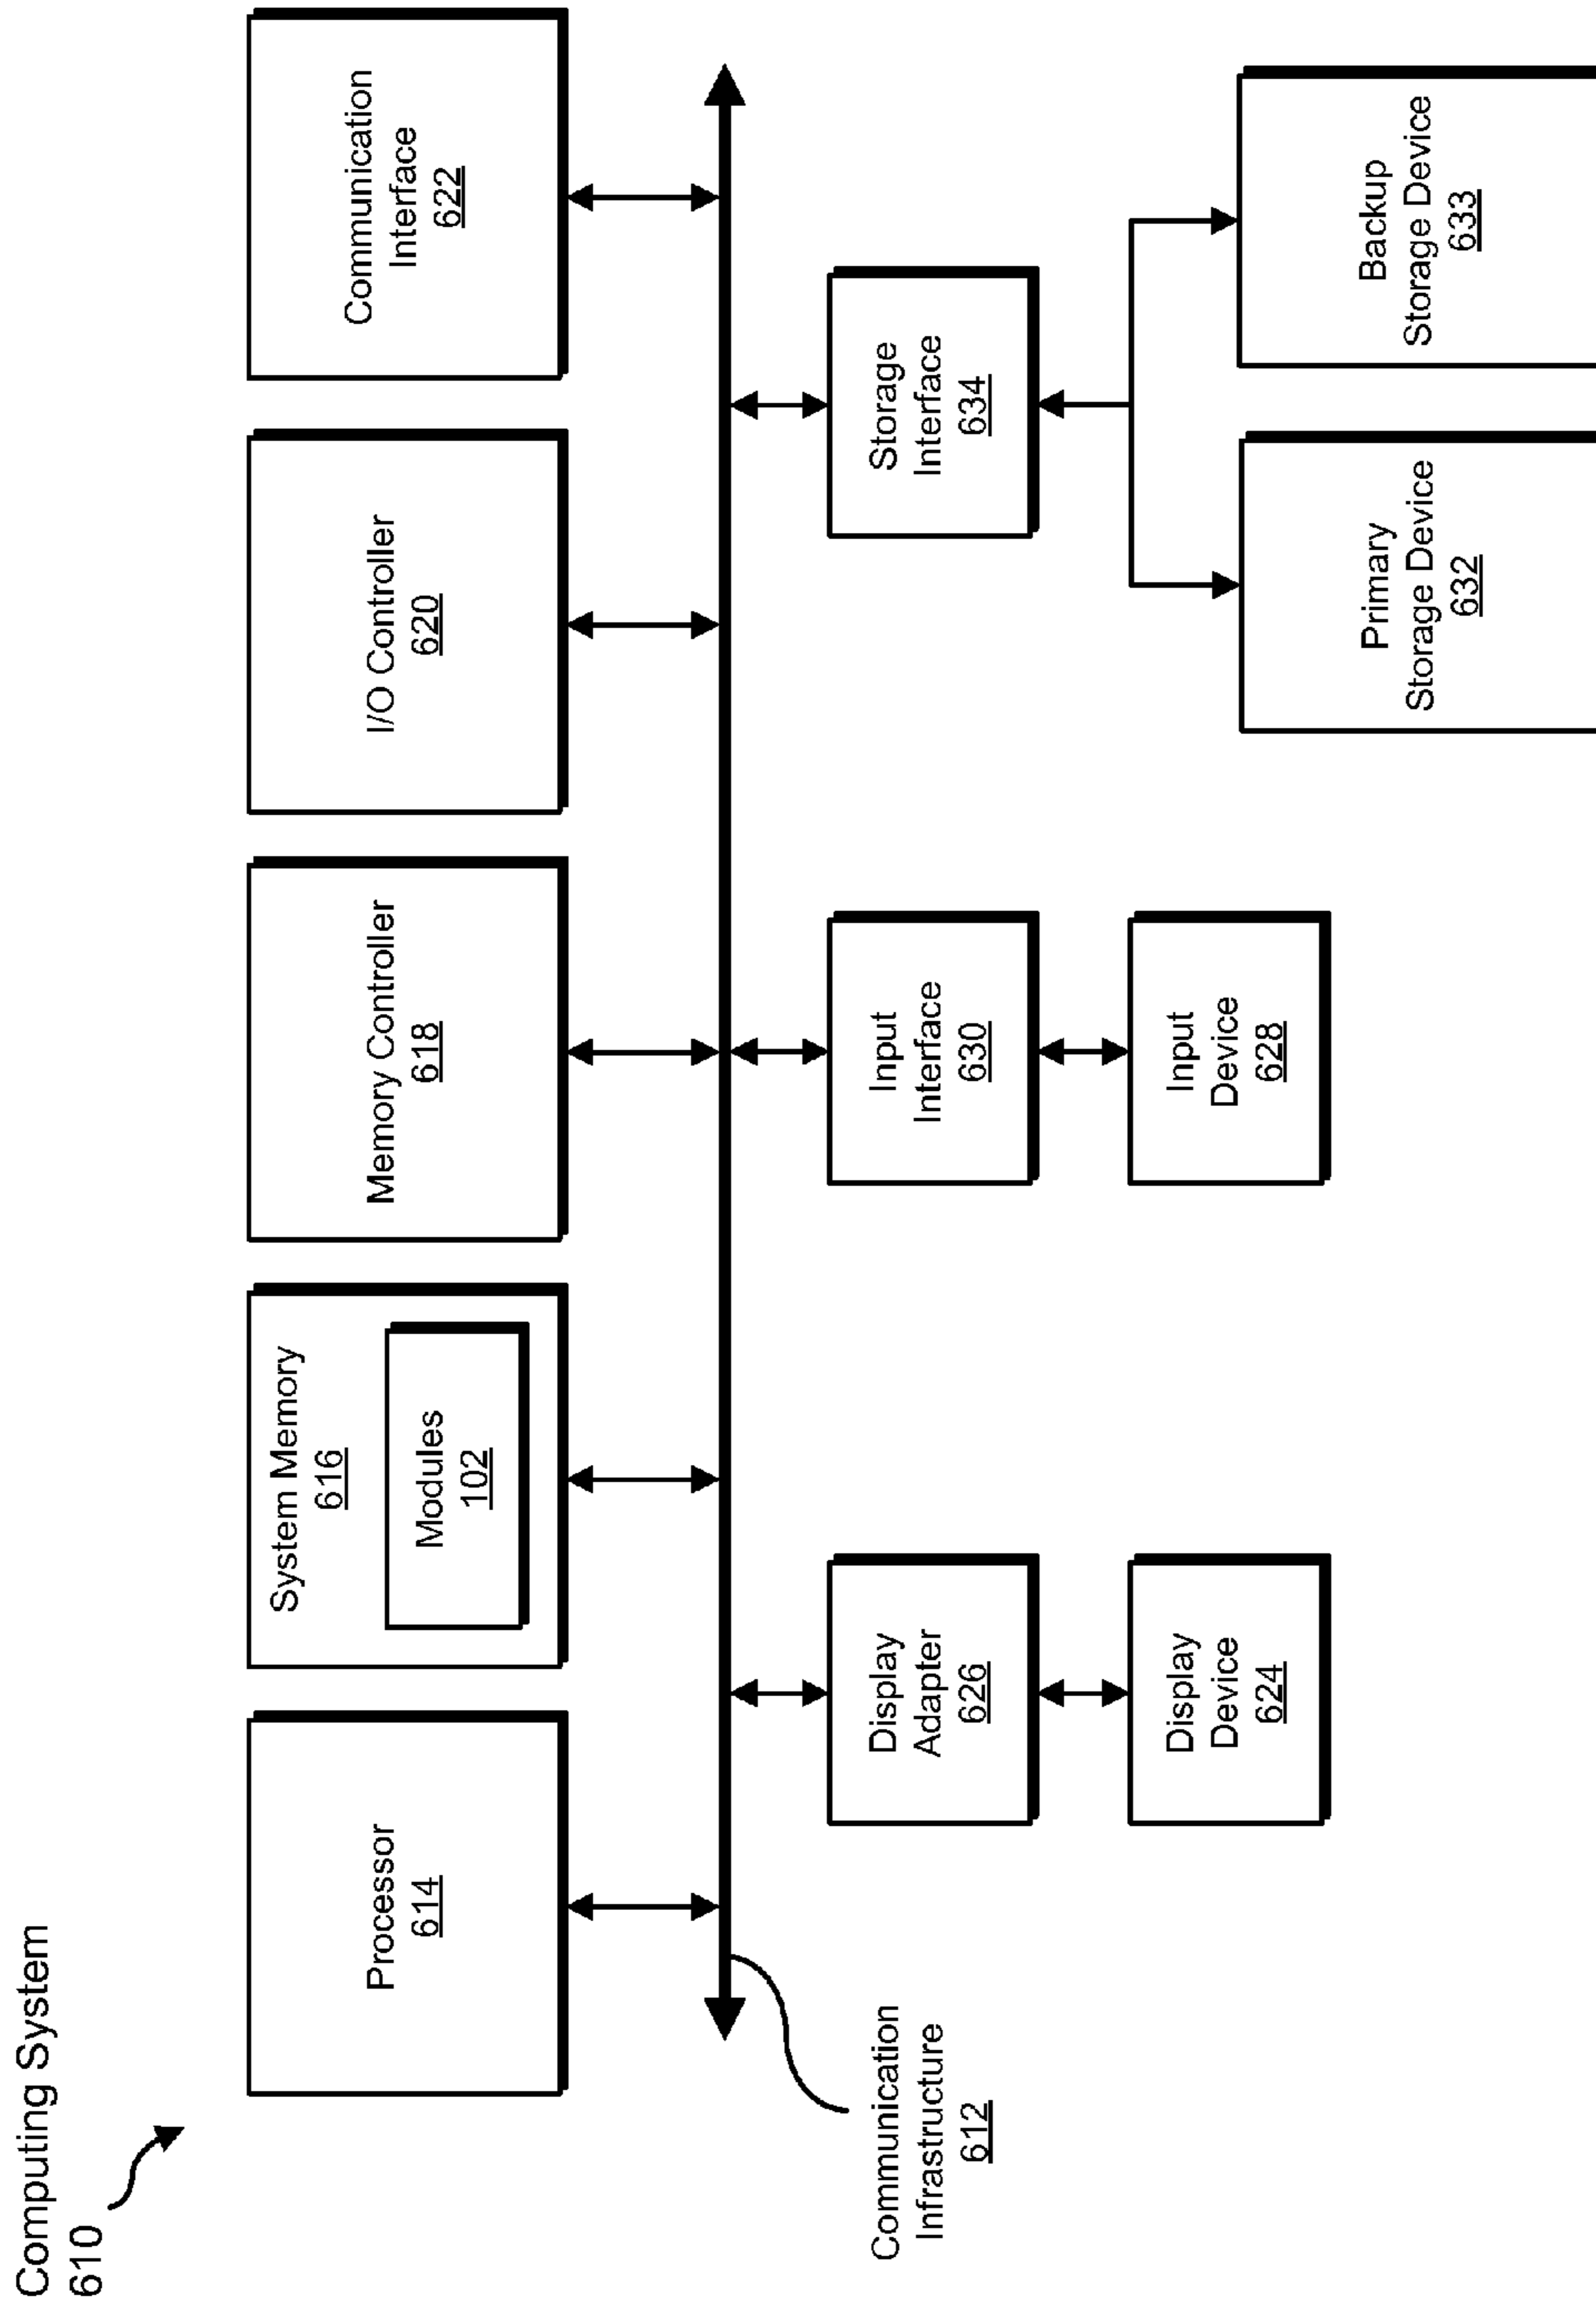 Computing System
610
Processor
614
System Memory
616
Modules
102
Memory Controller
618
I/O Controller
620
Communication
Interface
622
Communication
Infrastructure
612
Display
Adapter
626
Input
Interface
630
Storage
Interface
634
Display
Device
624
Input
Device
628
Primary
Storage Device
632
Backup
Storage Device
633